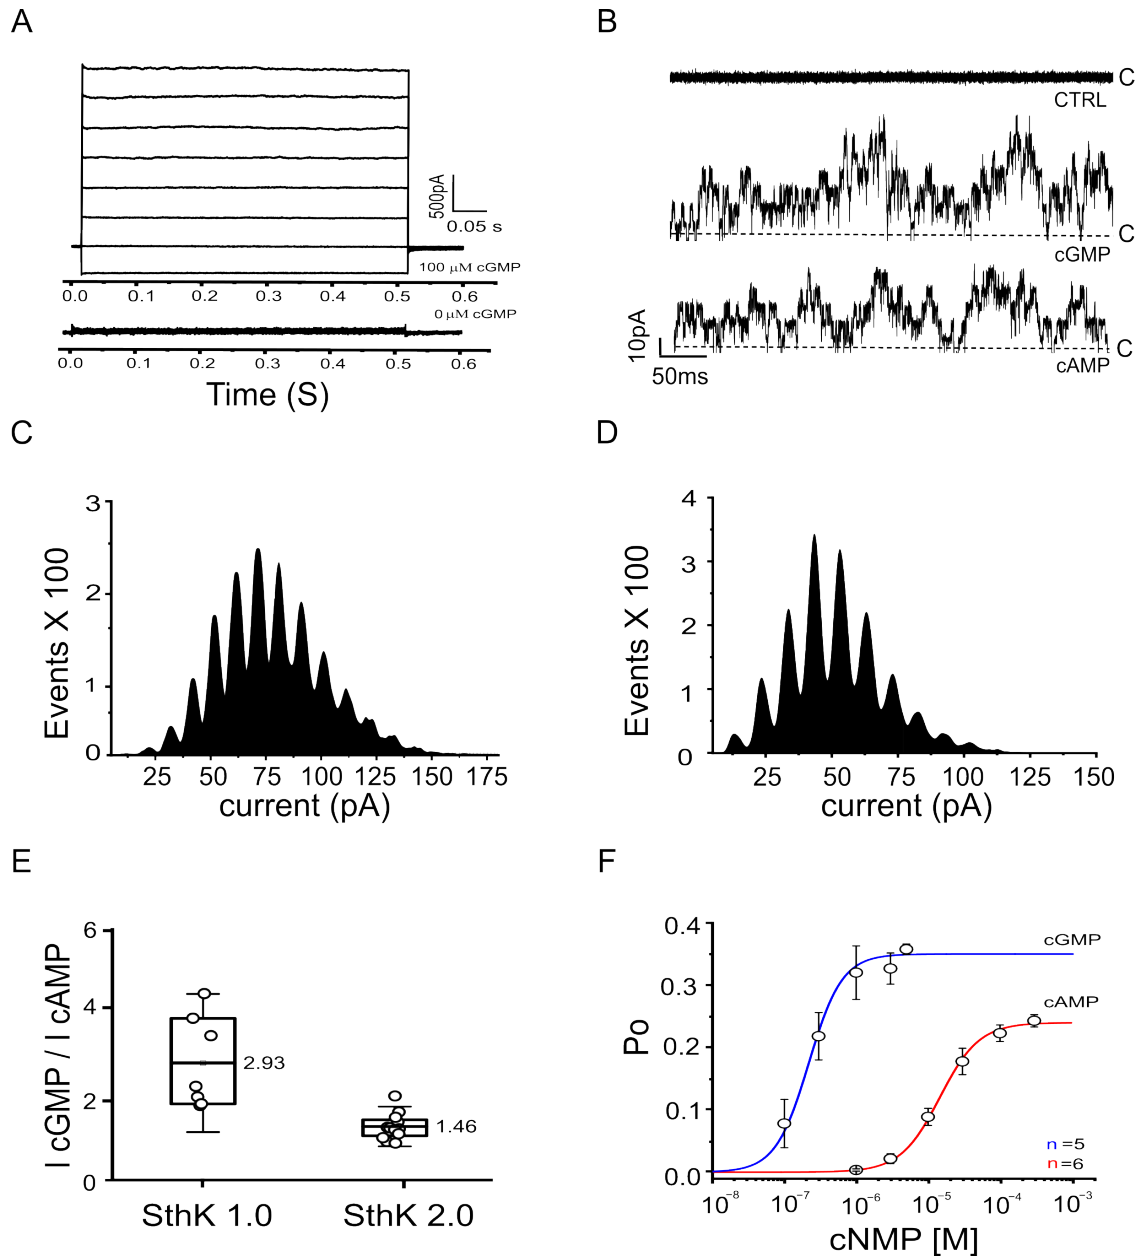 A
500pA
0.05 s
100 μM cGMP
0.0 0.1 0.2 0.3 0.4 0.5 0.6
0 μM cGMP
0.0 0.1 0.2 0.3 0.4 0.5 0.6
Time (S)
B
C
CTRL
C
cGMP
10pA
50ms
C
cAMP
C
Events X 100
3
2
1
0
25 50 75 100 125 150 175
current (pA)
D
Events X 100
4
3
2
1
0
25 50 75 100 125 150
current (pA)
E
I cGMP / I cAMP
6
4
2
0
2.93
1.46
SthK 1.0 SthK 2.0
F
Po
0.4
0.3
0.2
0.1
0.0
cGMP
cAMP
n =5
n =6
10⁻⁸ 10⁻⁷ 10⁻⁶ 10⁻⁵ 10⁻⁴ 10⁻³
cNMP [M]